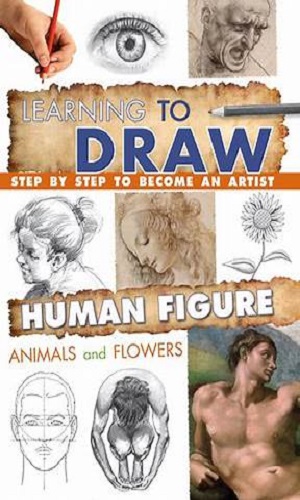 LEARNING TO
DRAW
STEP BY STEP TO BECOME AN ARTIST
HUMAN FIGURE
ANIMALS and FLOWERS